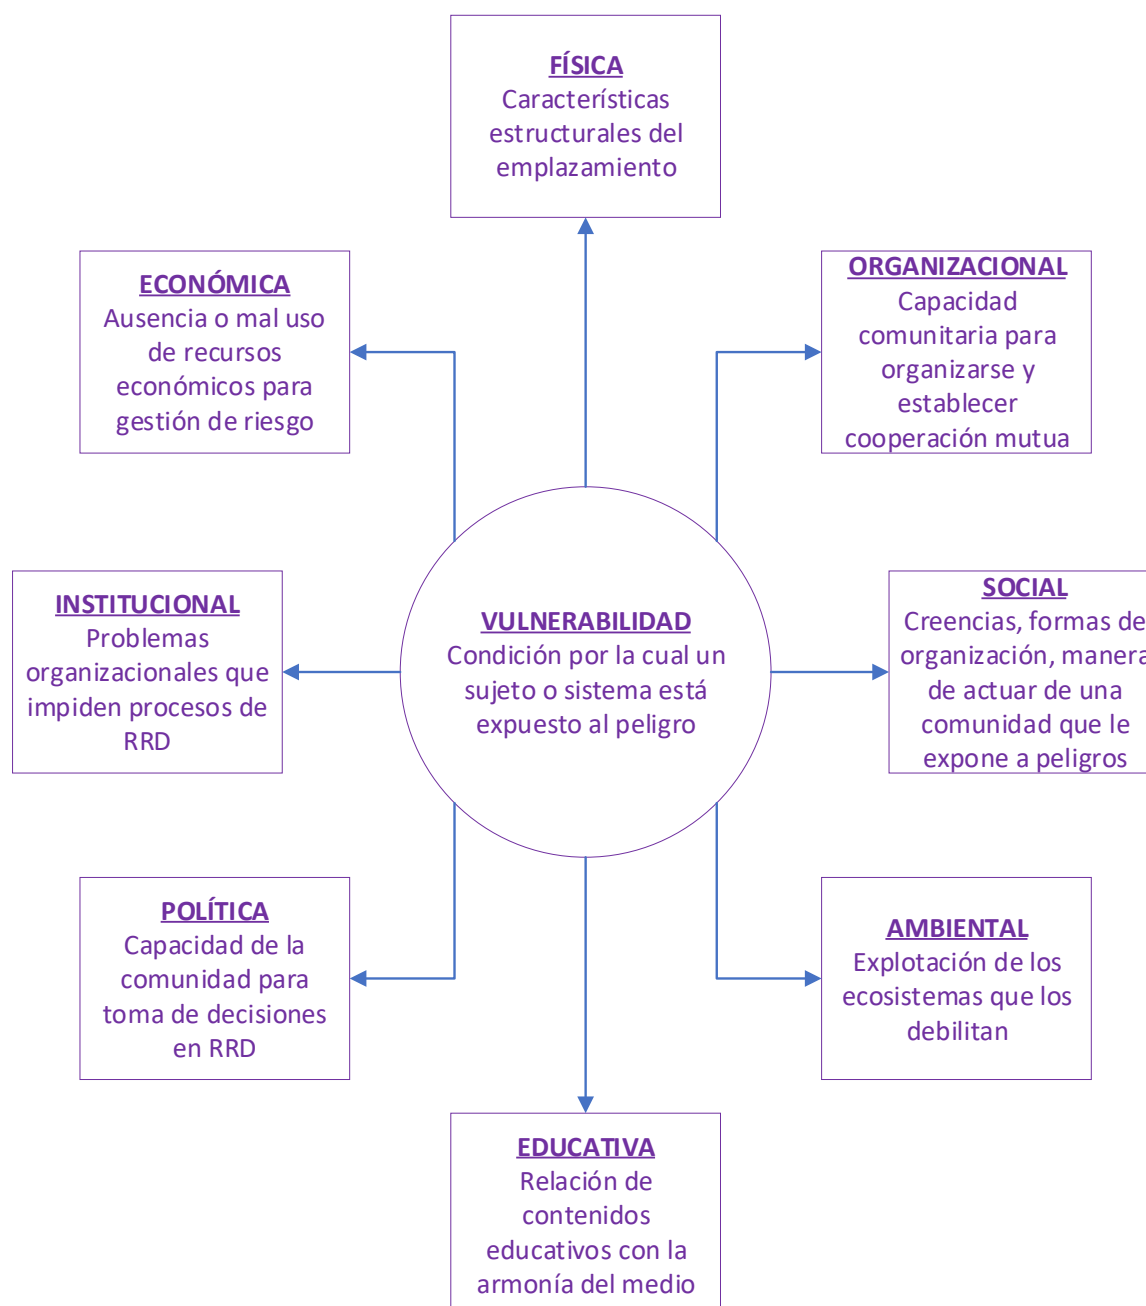 FÍSICA
Características
estructurales del
emplazamiento
ECONÓMICA
Ausencia o mal uso
de recursos
económicos para
gestión de riesgo
ORGANIZACIONAL
Capacidad
comunitaria para
organizarse y
establecer
cooperación mutua
INSTITUCIONAL
Problemas
organizacionales que
impiden procesos de
RRD
VULNERABILIDAD
Condición por la cual un
sujeto o sistema está
expuesto al peligro
SOCIAL
Creencias, formas de
organización, manera
de actuar de una
comunidad que le
expone a peligros
POLÍTICA
Capacidad de la
comunidad para
toma de decisiones
en RRD
AMBIENTAL
Explotación de los
ecosistemas que los
debilitan
EDUCATIVA
Relación de
contenidos
educativos con la
armonía del medio